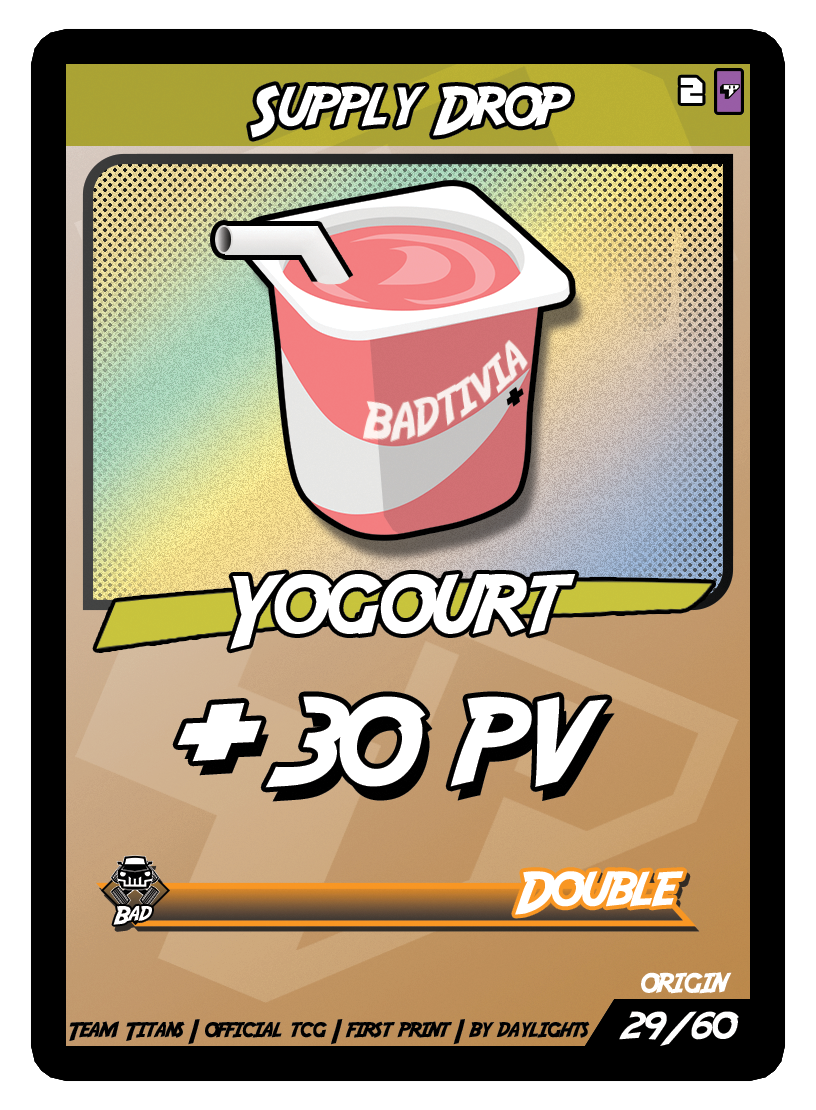 SUPPLY DROP
2
BADTIVIA
YOGOURT
+30 PV
BAD
DOUBLE
ORIGIN
TEAM TITANS | OFFICIAL TCG | FIRST PRINT | BY DAYLIGHTS
29/60